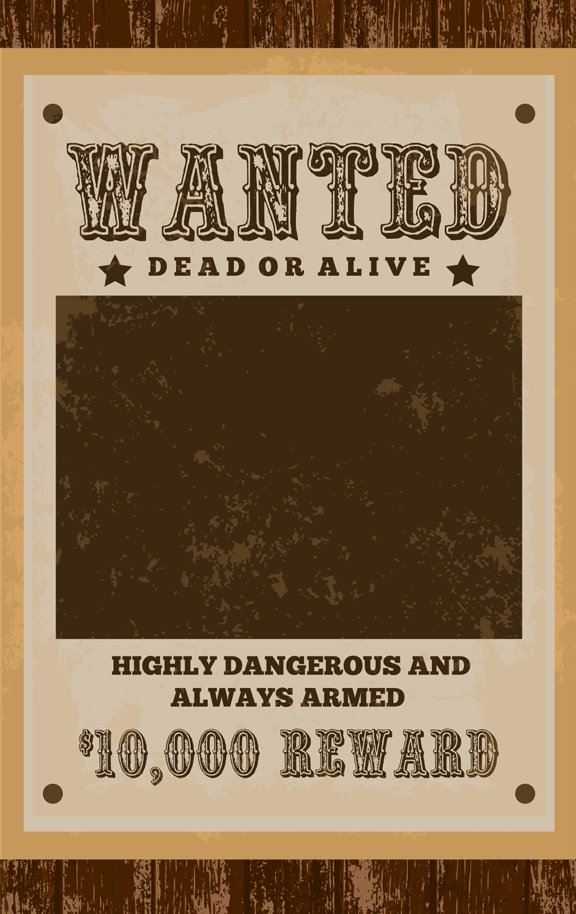 WANTED
DEAD OR ALIVE
HIGHLY DANGEROUS AND
ALWAYS ARMED
$10,000 REWARD